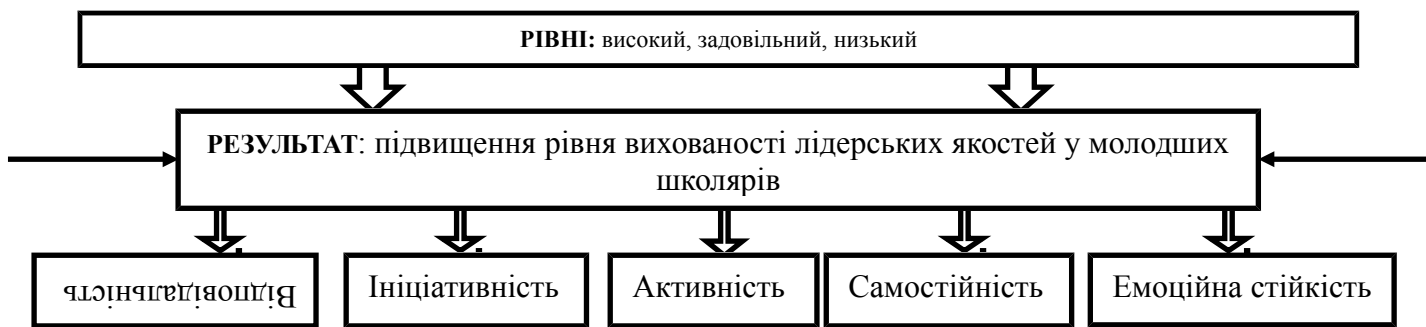 РІВНІ: високий, задовільний, низький
РЕЗУЛЬТАТ: підвищення рівня вихованості лідерських якостей у молодших
школярів
Відповідальність
Ініціативність
Активність
Самостійність
Емоційна стійкість